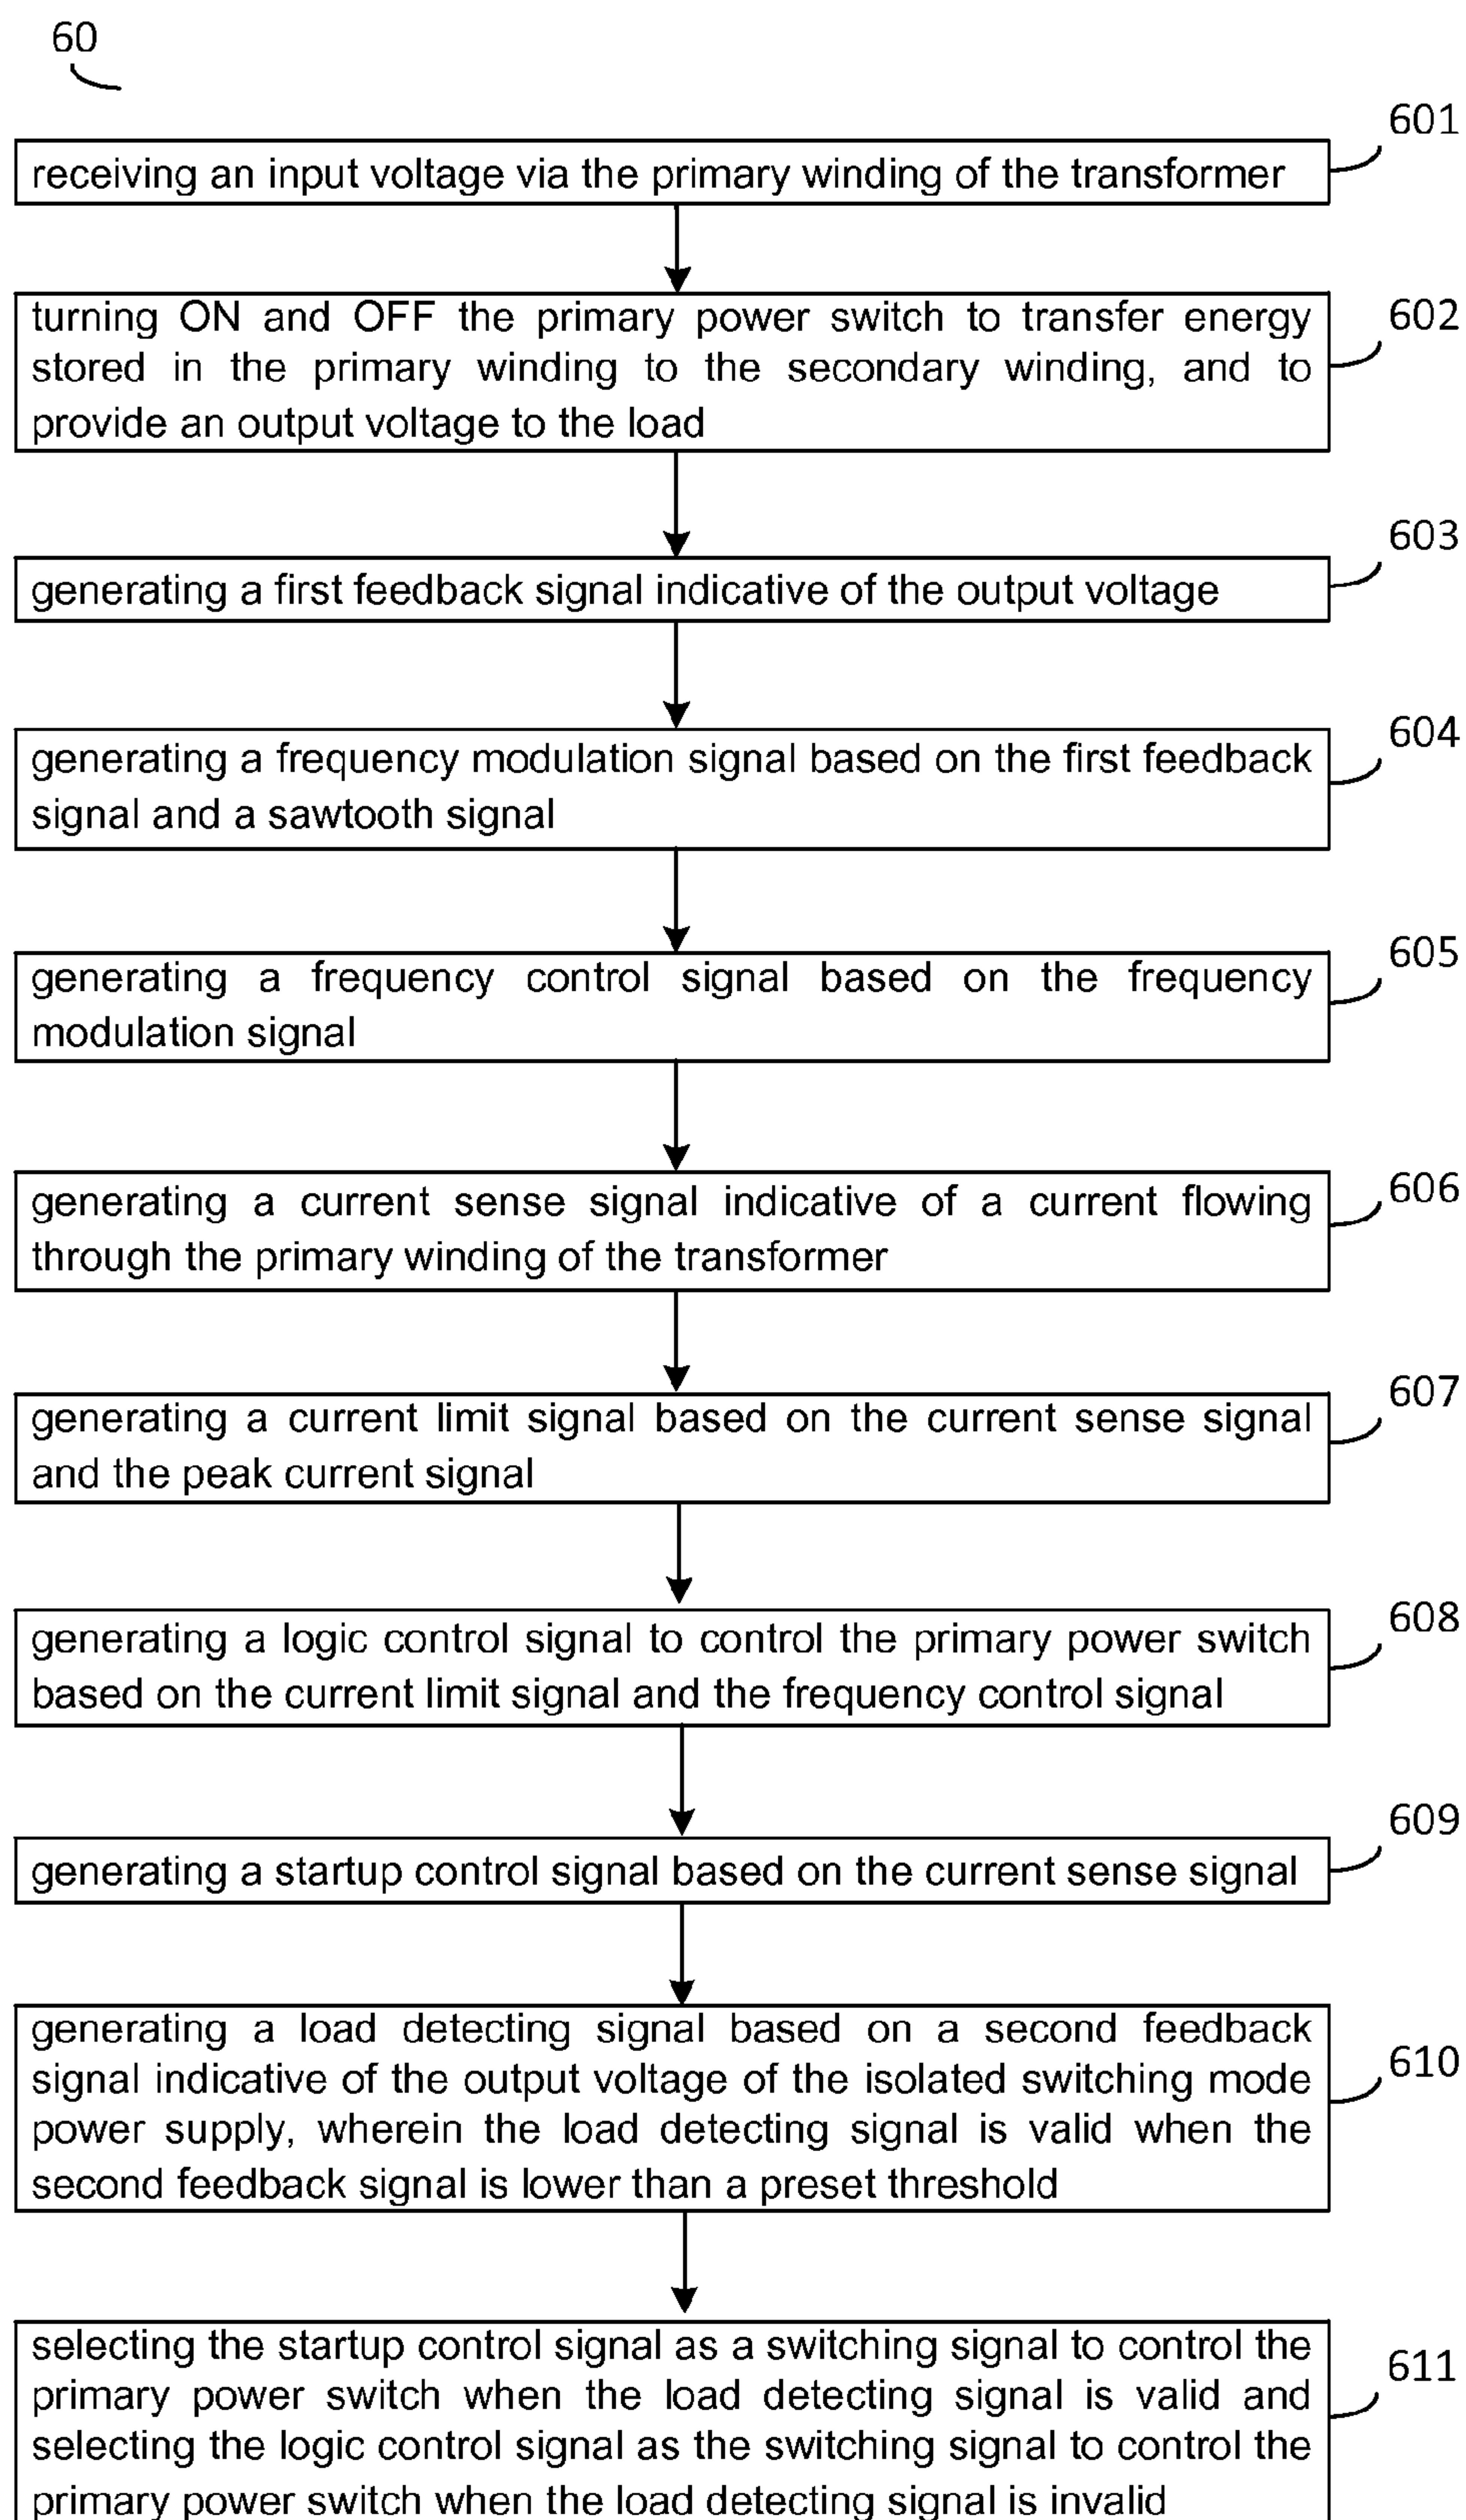 60
601
receiving an input voltage via the primary winding of the transformer
602
turning ON and OFF the primary power switch to transfer energy
stored in the primary winding to the secondary winding, and to
provide an output voltage to the load
603
generating a first feedback signal indicative of the output voltage
604
generating a frequency modulation signal based on the first feedback
signal and a sawtooth signal
605
generating a frequency control signal based on the frequency
modulation signal
606
generating a current sense signal indicative of a current flowing
through the primary winding of the transformer
607
generating a current limit signal based on the current sense signal
and the peak current signal
608
generating a logic control signal to control the primary power switch
based on the current limit signal and the frequency control signal
609
generating a startup control signal based on the current sense signal
610
generating a load detecting signal based on a second feedback
signal indicative of the output voltage of the isolated switching mode
power supply, wherein the load detecting signal is valid when the
second feedback signal is lower than a preset threshold
611
selecting the startup control signal as a switching signal to control the
primary power switch when the load detecting signal is valid and
selecting the logic control signal as the switching signal to control the
primary power switch when the load detecting signal is invalid